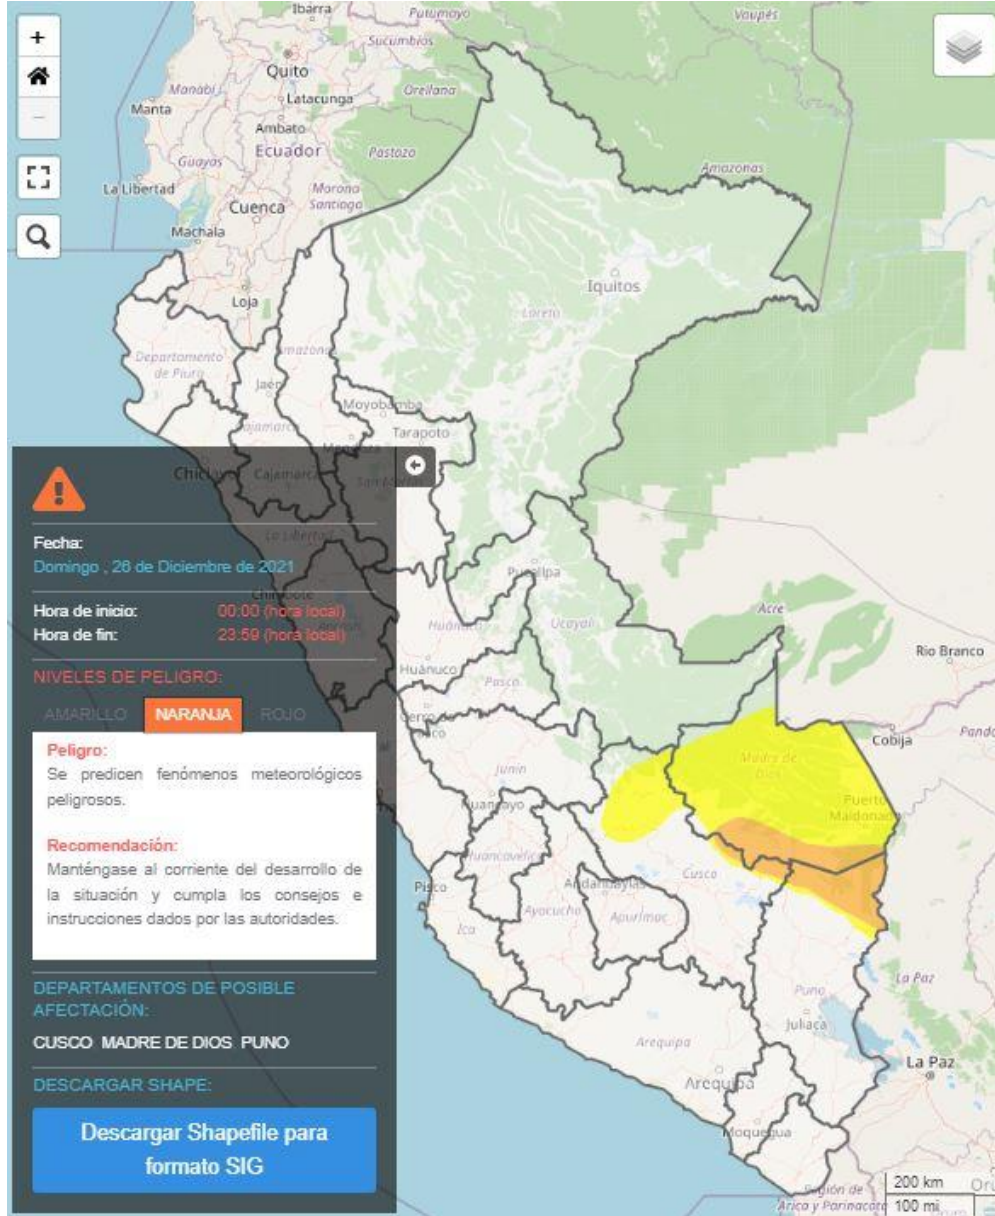 Ibarra
Putumayo
Vaupés
+
Sucumbíos
Quito
Manabí
Latacunga
Orellana
Manta
−
Ambato
Ecuador
Pastaza
Guayas
Amazonas
La Libertad
Morona
Santiago
Cuenca
Machala
Iquitos
Loja
Loreto
Departamento
de Piura
Jaén
Moyobamba
Tarapoto
Cajamarca
La Libertad
Fecha:
Domingo , 26 de Diciembre de 2021
Pucallpa
Hora de inicio: 00:00 (hora local)
Hora de fin: 23:59 (hora local)
Acre
Ucayali
Rio Branco
Huánuco
Pasco
NIVELES DE PELIGRO:
AMARILLO NARANJA ROJO
Cobija
Peligro:
Se predicen fenómenos meteorológicos
peligrosos.
Junín
Madre de
Dios
Puerto
Maldonado
Huancayo
Recomendación:
Manténgase al corriente del desarrollo de
la situación y cumpla los consejos e
instrucciones dados por las autoridades.
Huancavelica
Cusco
Pisco
Andahuaylas
Ayacucho
Apurímac
Ica
DEPARTAMENTOS DE POSIBLE
AFECTACIÓN:
La Paz
Puno
Juliaca
CUSCO MADRE DE DIOS PUNO
Arequipa
La Paz
DESCARGAR SHAPE:
Arequipa
Descargar Shapefile para
formato SIG
Moquegua
200 km
Región de
Arica y Parinacota
100 mi